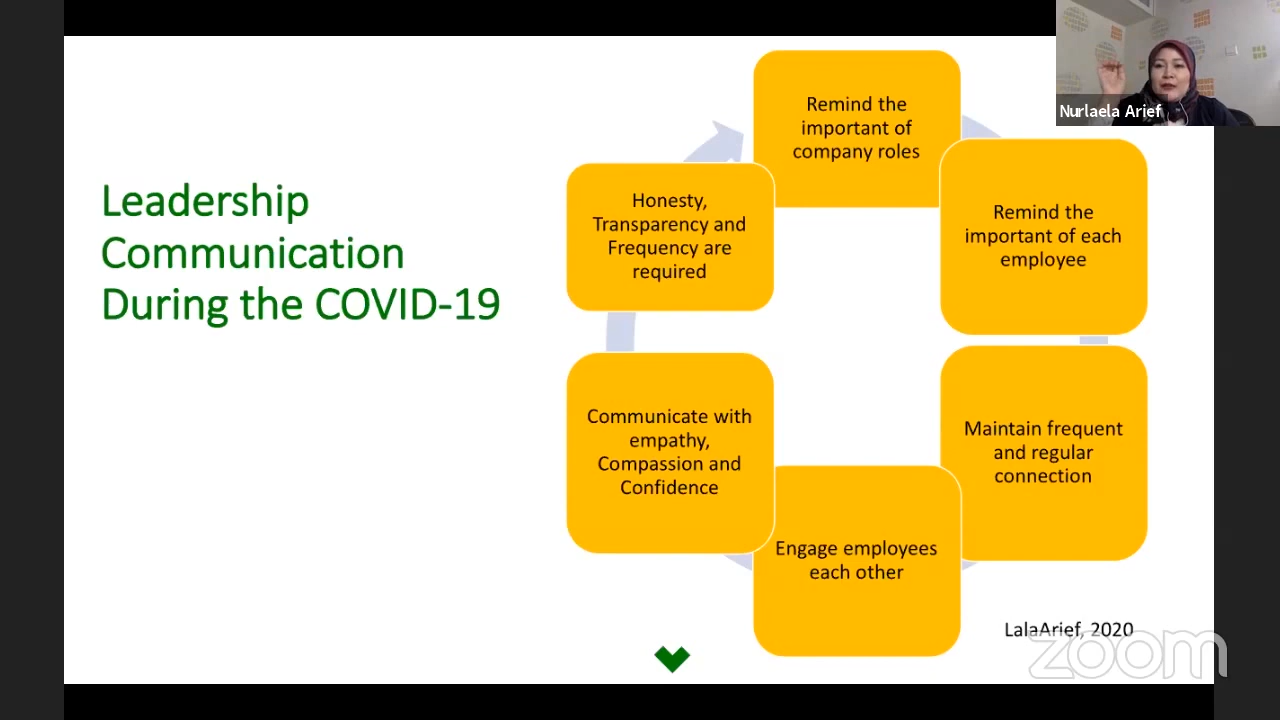 Leadership
Communication
During the COVID-19
Remind the
important of
company roles
Remind the
important of each
employee
Maintain frequent
and regular
connection
Engage employees
each other
Communicate with
empathy,
Compassion and
Confidence
Honesty,
Transparency and
Frequency are
required
LalaArief, 2020
zoom
Nurlaela Arief